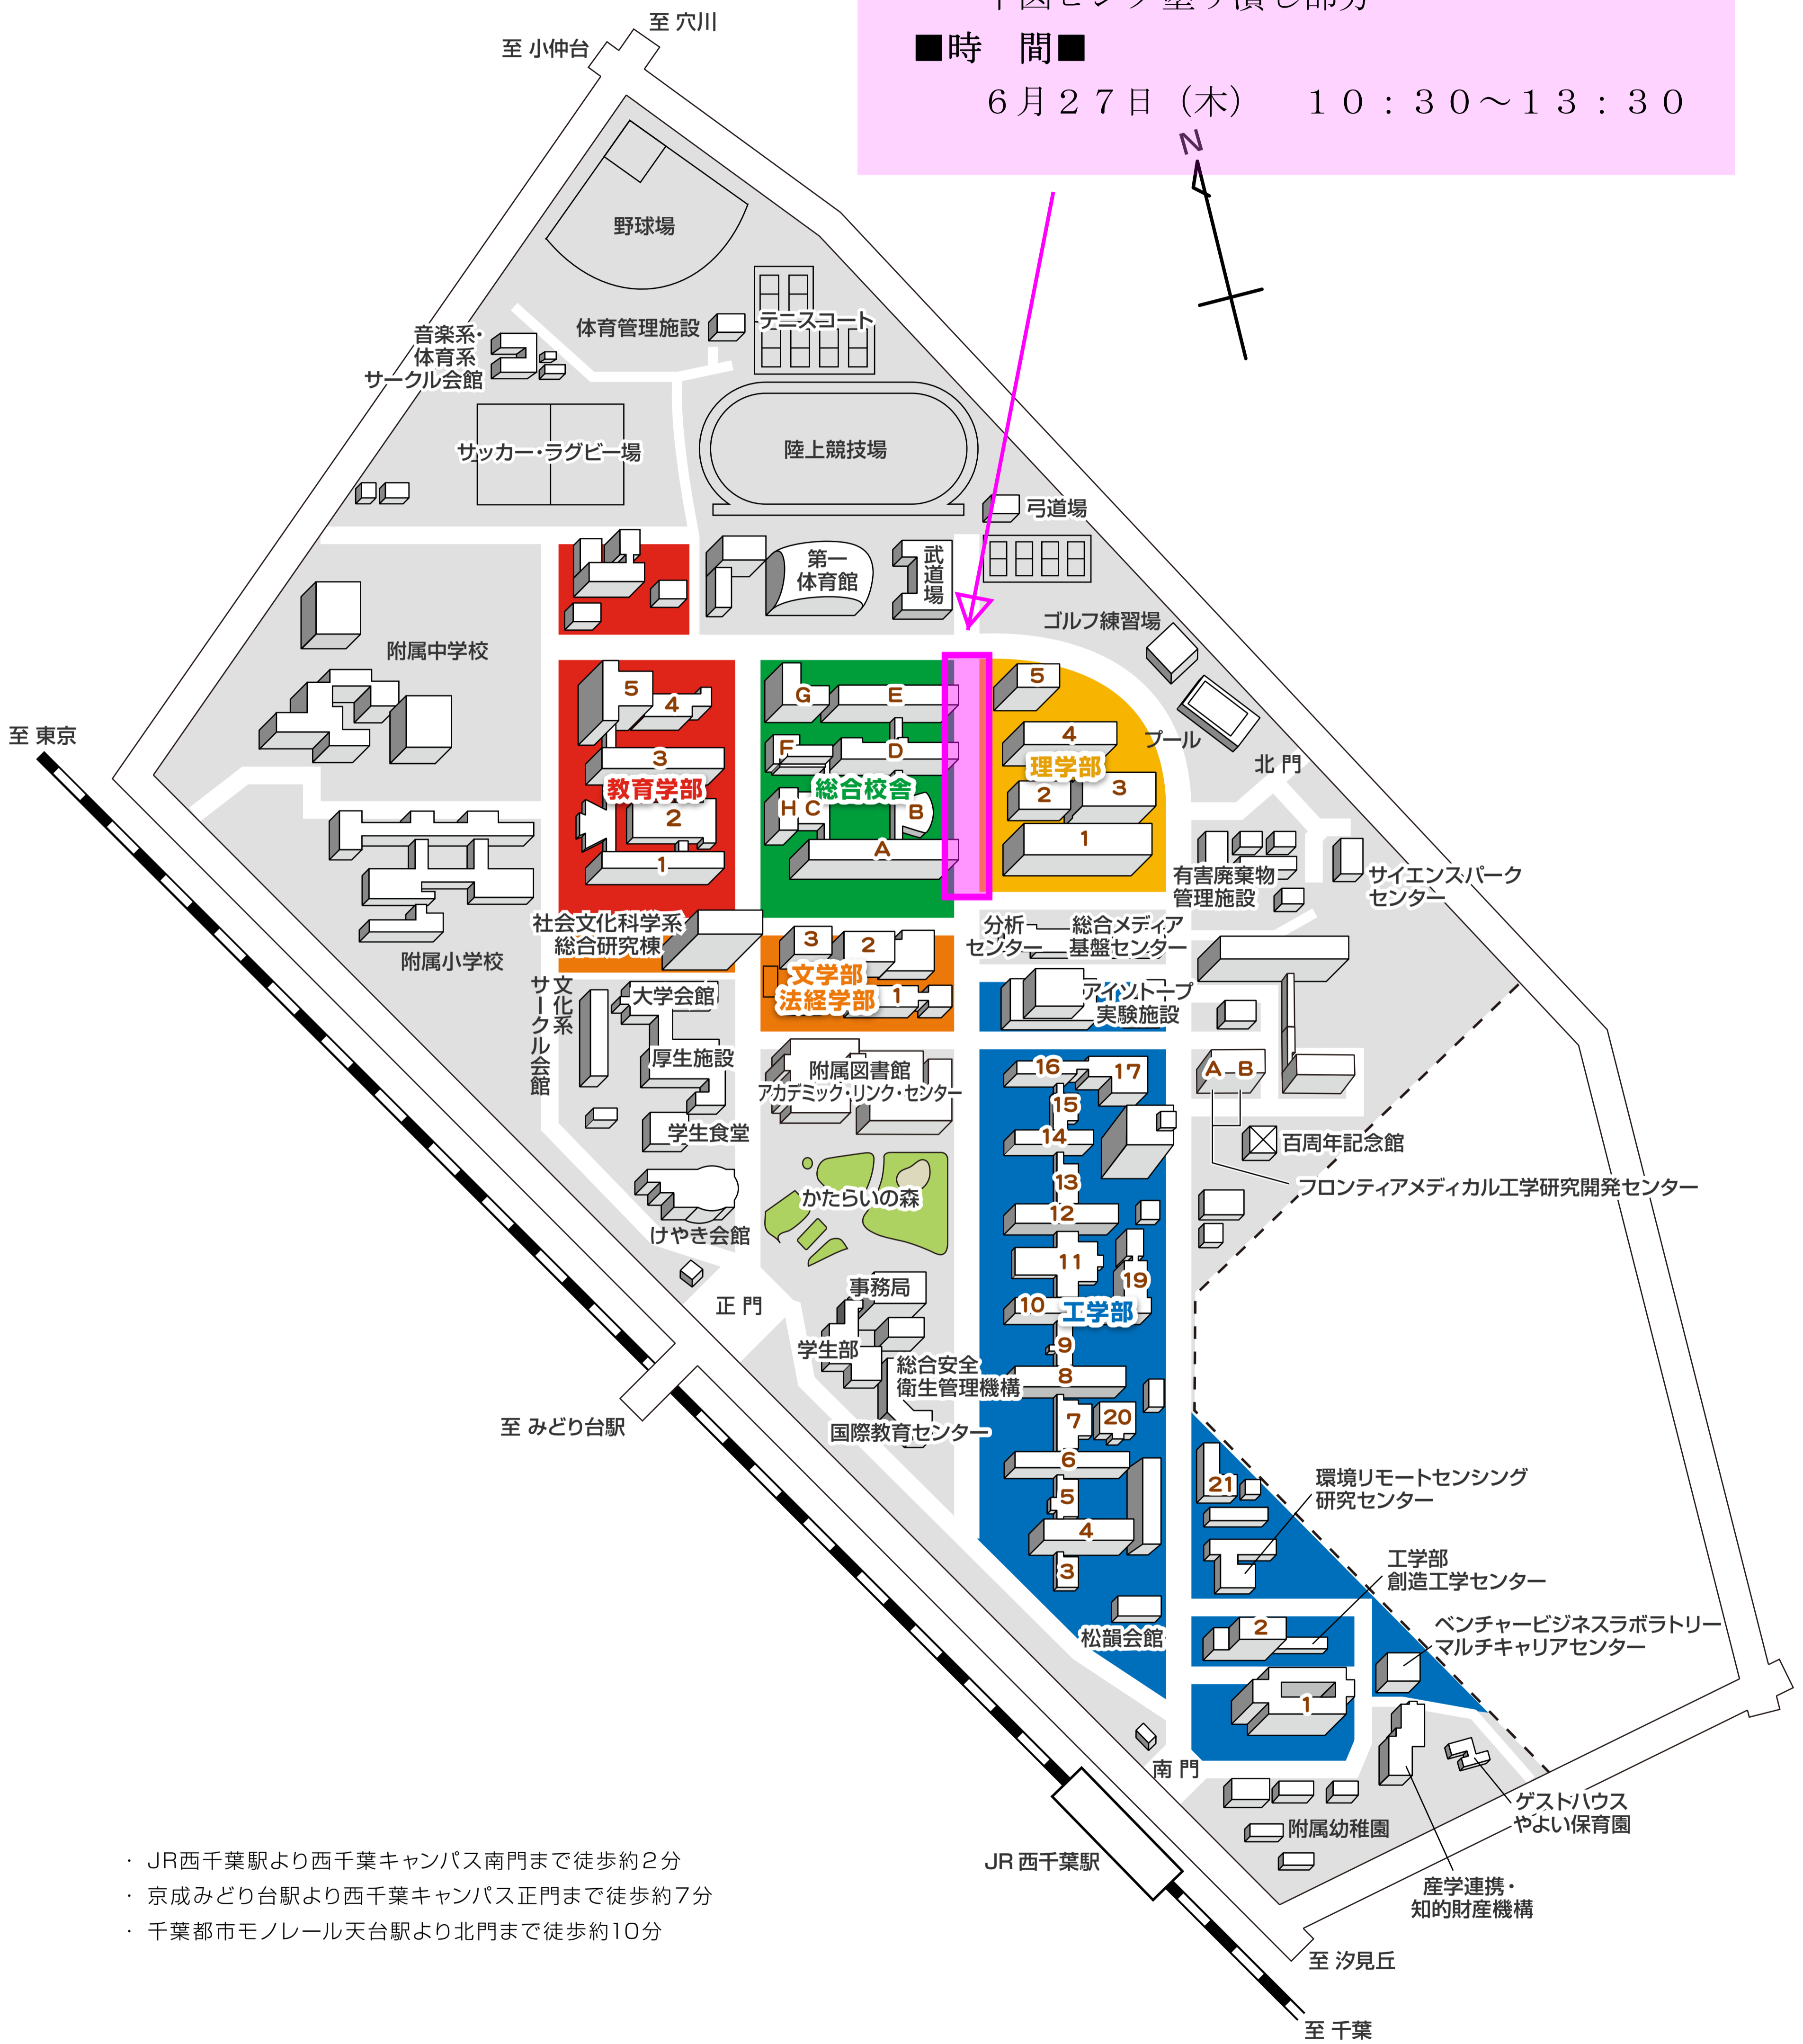 下図ピンク塗り潰し部分
■時　間■
６月２７日（木）　１０：３０～１３：３０
N
至 穴川
至 小仲台
野球場
体育管理施設
テニスコート
音楽系・
体育系
サークル会館
サッカー・ラグビー場
陸上競技場
弓道場
第一
体育館
武道場
ゴルフ練習場
附属中学校
プール
北 門
至 東京
5
4
3
教育学部
2
1
G
E
F
D
総合校舎
H
C
B
A
5
4
理学部
2
3
1
有害廃棄物
管理施設
サイエンスパーク
センター
社会文化科学系
総合研究棟
附属小学校
3
2
文学部
法経学部
1
分析
センター
総合メディア
基盤センター
アイソトープ
実験施設
文化系
サークル会館
大学会館
厚生施設
学生食堂
けやき会館
附属図書館
アカデミック・リンク・センター
かたらいの森
16
17
15
14
13
12
11
19
10
工学部
9
8
7
20
6
5
4
3
A
B
百周年記念館
フロンティアメディカル工学研究開発センター
正 門
事務局
学生部
総合安全
衛生管理機構
国際教育センター
至 みどり台駅
21
環境リモートセンシング
研究センター
工学部
創造工学センター
ベンチャービジネスラボラトリー
マルチキャリアセンター
松韻会館
2
1
南 門
附属幼稚園
ゲストハウス
やよい保育園
産学連携・
知的財産機構
JR 西千葉駅
至 汐見丘
至 千葉
・ JR西千葉駅より西千葉キャンパス南門まで徒歩約2分
・ 京成みどり台駅より西千葉キャンパス正門まで徒歩約7分
・ 千葉都市モノレール天台駅より北門まで徒歩約10分